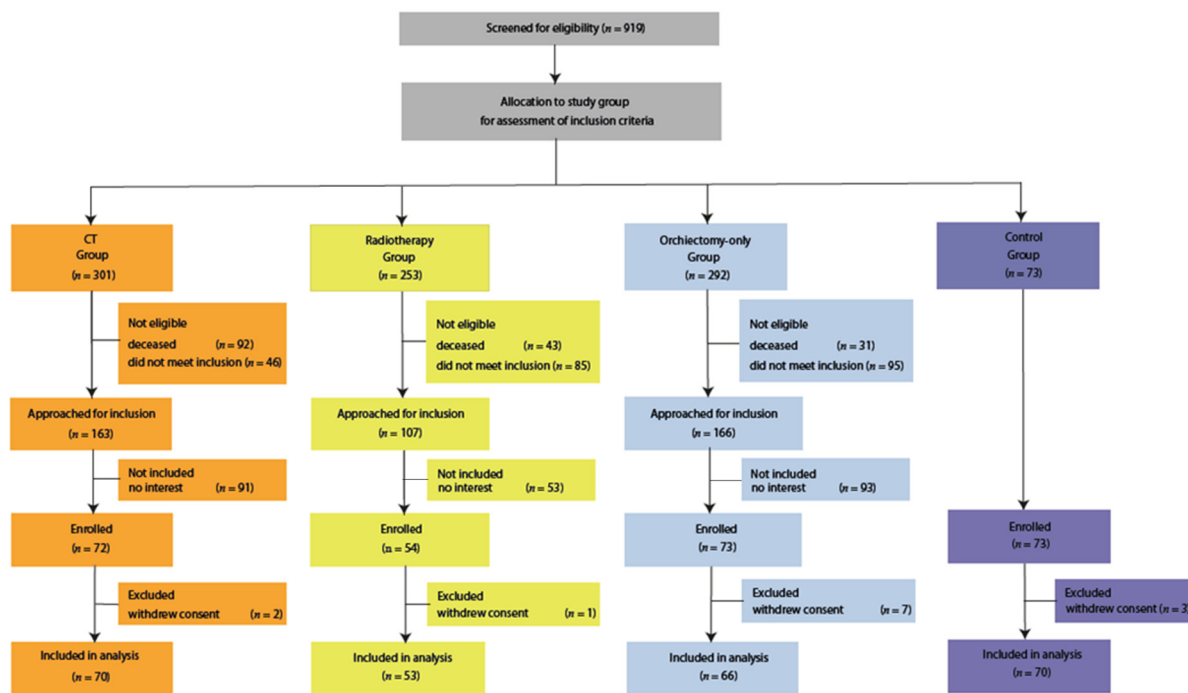 Screened for eligibility (n = 919)
Allocation to study group
for assessment of inclusion criteria
CT
Group
(n = 301)
Radiotherapy
Group
(n = 253)
Orchiectomy-only
Group
(n = 292)
Control
Group
(n = 73)
Not eligible
deceased (n = 92)
did not meet inclusion (n = 46)
Not eligible
deceased (n = 43)
did not meet inclusion (n = 85)
Not eligible
deceased (n = 31)
did not meet inclusion (n = 95)
Approached for inclusion
(n = 163)
Approached for inclusion
(n = 107)
Approached for inclusion
(n = 166)
Not included
no interest (n = 91)
Not included
no interest (n = 53)
Not included
no interest (n = 93)
Enrolled
(n = 72)
Enrolled
(n = 54)
Enrolled
(n = 73)
Enrolled
(n = 73)
Excluded
withdrew consent (n = 2)
Excluded
withdrew consent (n = 1)
Excluded
withdrew consent (n = 7)
Excluded
withdrew consent (n = 3
Included in analysis
(n = 70)
Included in analysis
(n = 53)
Included in analysis
(n = 66)
Included in analysis
(n = 70)